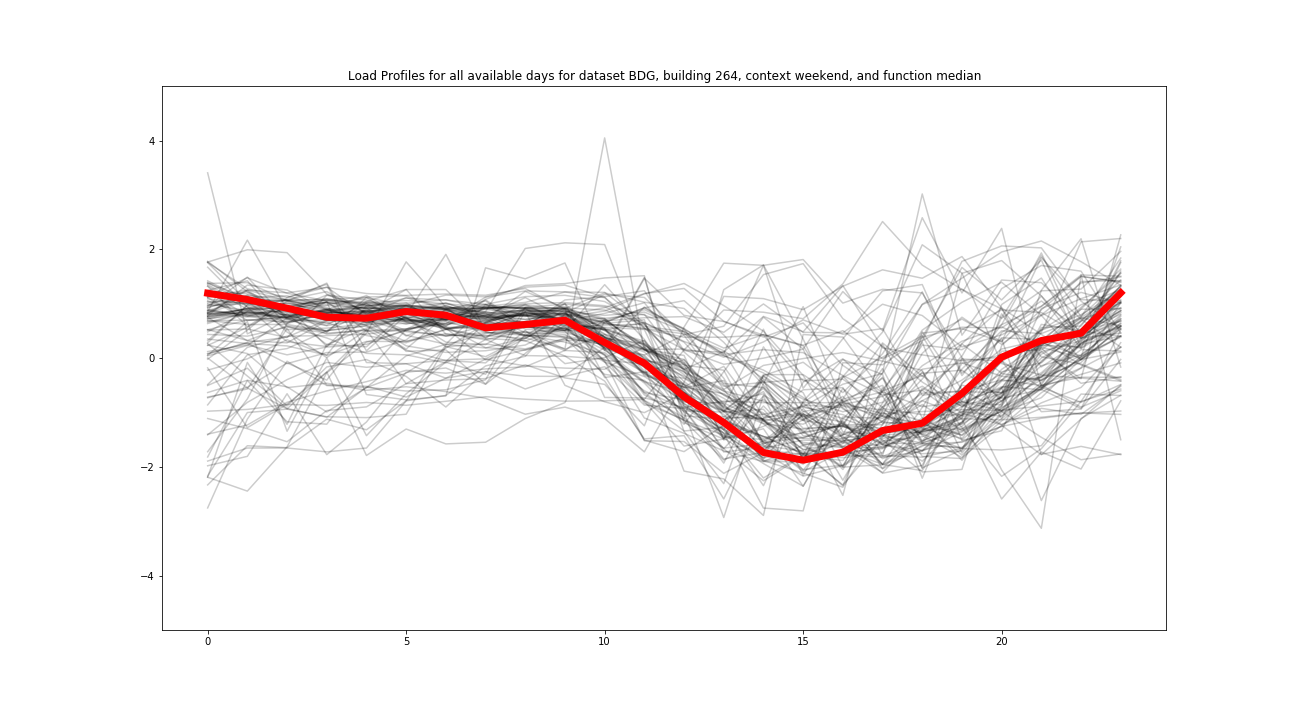 Load Profiles for all available days for dataset BDG, building 264, context weekend, and function median
4
2
0
−2
−4
0 5 10 15 20